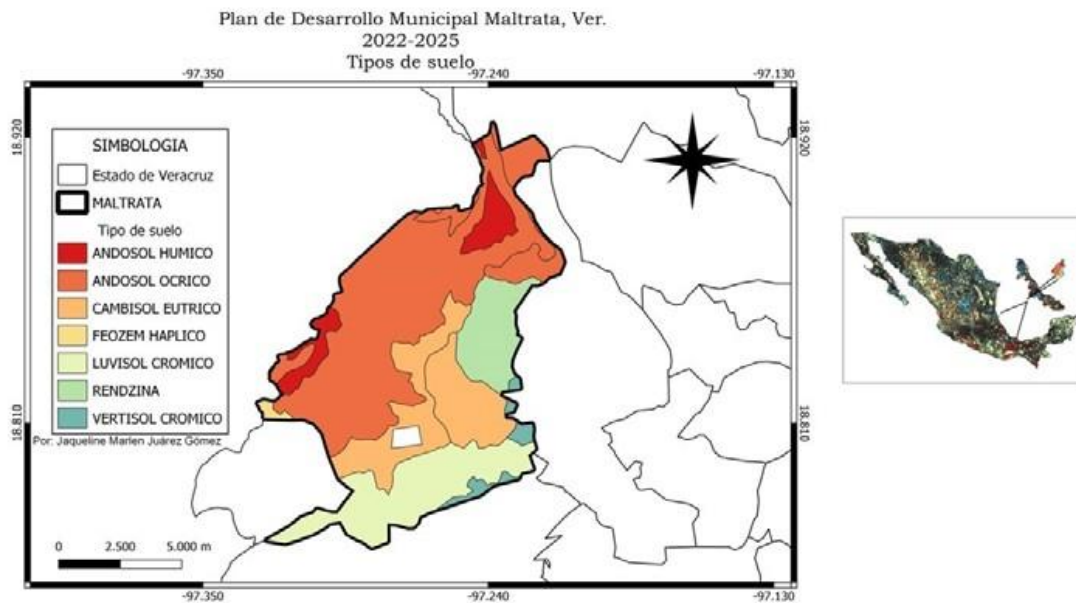 Plan de Desarrollo Municipal Maltrata, Ver.
2022-2025
Tipos de suelo
-97.350 -97.240 -97.130
18.920 18.920
SIMBOLOGIA
Estado de Veracruz
MALTRATA
Tipo de suelo
ANDOSOL HUMICO
ANDOSOL OCRICO
CAMBISOL EUTRICO
FEOZEM HAPLICO
LUVISOL CROMICO
RENDZINA
VERTISOL CROMICO
18.810 18.810
Por: Jaqueline Marlen Juárez Gómez
0 2.500 5.000 m
-97.350 -97.240 -97.130